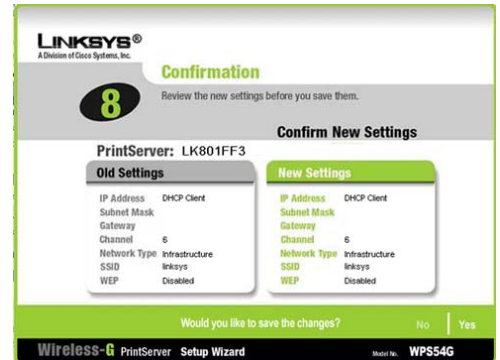 LINKSYS®
A Division of Cisco Systems, Inc.
Confirmation
8
Review the new settings before you save them.
Confirm New Settings
PrintServer: LK801FF3
Old Settings
IP Address DHCP Client
Subnet Mask
Gateway
Channel 6
Network Type Infrastructure
SSID linksys
WEP Disabled
New Settings
IP Address DHCP Client
Subnet Mask
Gateway
Channel 6
Network Type Infrastructure
SSID linksys
WEP Disabled
Would you like to save the changes? No Yes
Wireless-G PrintServer Setup Wizard Model No. WPS54G